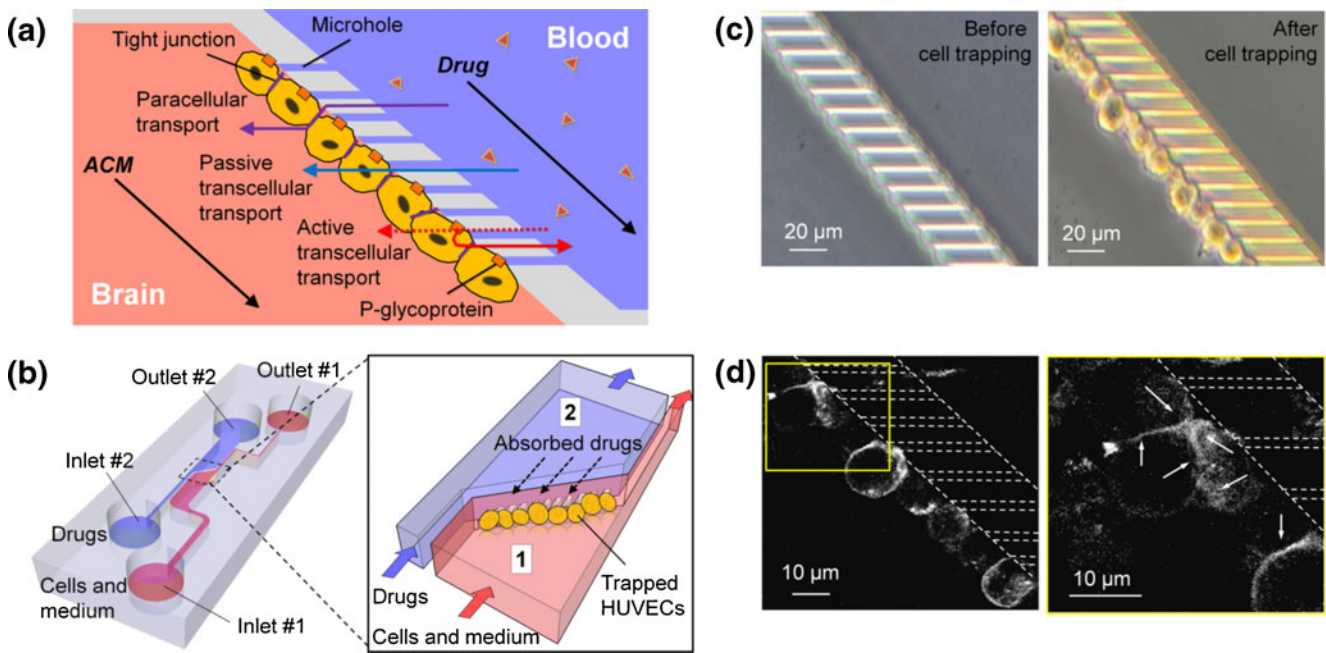 (a)
Tight junction
Microhole
Blood
Drug
Paracellular
transport
ACM
Passive
transcellular
transport
Active
transcellular
transport
Brain
P-glycoprotein
(b)
Outlet #2
Outlet #1
Inlet #2
Drugs
Cells and
medium
Inlet #1
2
Absorbed drugs
1
Drugs
Trapped
HUVECs
Cells and medium
(c)
Before
cell trapping
20 µm
After
cell trapping
20 µm
(d)
10 µm
10 µm